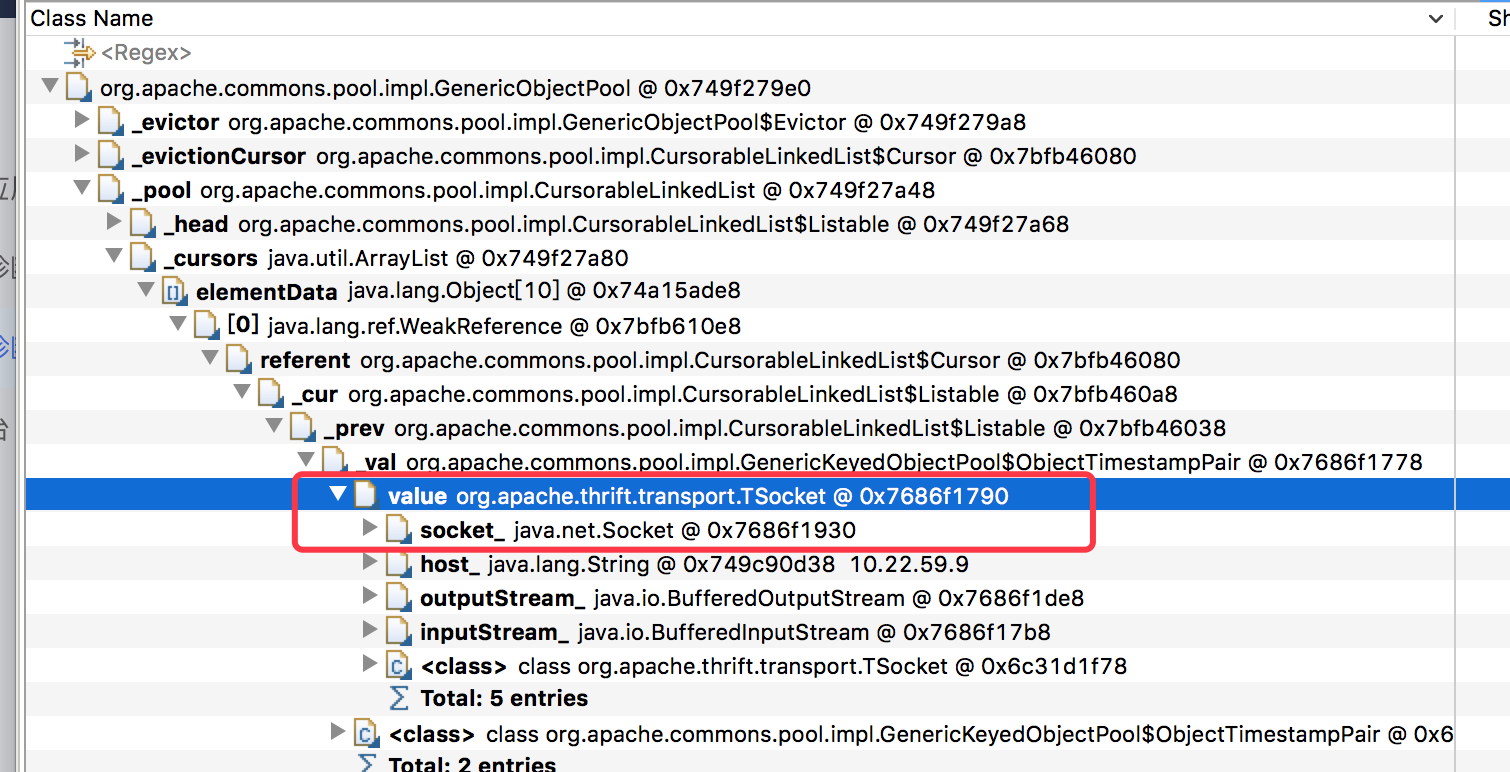 Class Name
Sh
<Regex>
org.apache.commons.pool.impl.GenericObjectPool @ 0x749f279e0
_evictor org.apache.commons.pool.impl.GenericObjectPool$Evictor @ 0x749f279a8
_evictionCursor org.apache.commons.pool.impl.CursorableLinkedList$Cursor @ 0x7bfb46080
_pool org.apache.commons.pool.impl.CursorableLinkedList @ 0x749f27a48
_head org.apache.commons.pool.impl.CursorableLinkedList$Listable @ 0x749f27a68
_cursors java.util.ArrayList @ 0x749f27a80
elementData java.lang.Object[10] @ 0x74a15ade8
[0] java.lang.ref.WeakReference @ 0x7bfb610e8
referent org.apache.commons.pool.impl.CursorableLinkedList$Cursor @ 0x7bfb46080
_cur org.apache.commons.pool.impl.CursorableLinkedList$Listable @ 0x7bfb460a8
_prev org.apache.commons.pool.impl.CursorableLinkedList$Listable @ 0x7bfb46038
_val org.apache.commons.pool.impl.GenericKeyedObjectPool$ObjectTimestampPair @ 0x7686f1778
value org.apache.thrift.transport.TSocket @ 0x7686f1790
socket_ java.net.Socket @ 0x7686f1930
host_ java.lang.String @ 0x749c90d38 10.22.59.9
outputStream_ java.io.BufferedOutputStream @ 0x7686f1de8
inputStream_ java.io.BufferedInputStream @ 0x7686f17b8
<class> class org.apache.thrift.transport.TSocket @ 0x6c31d1f78
Total: 5 entries
<class> class org.apache.commons.pool.impl.GenericKeyedObjectPool$ObjectTimestampPair @ 0x6
Total: 2 entries